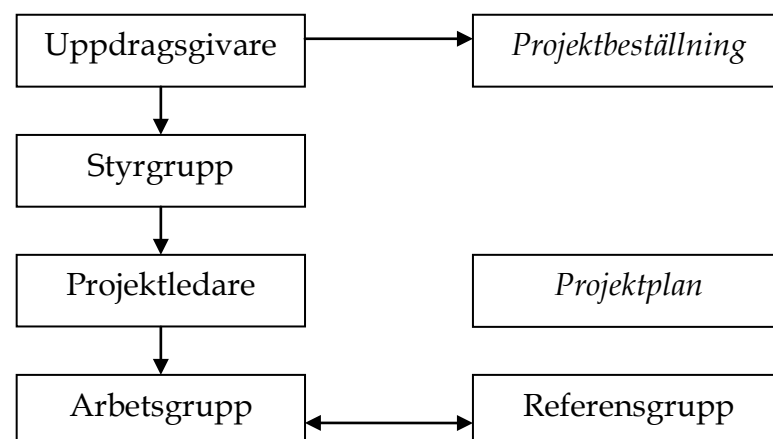 Uppdragsgivare
Projektbeställning
Styrgrupp
Projektledare
Projektplan
Arbetsgrupp
Referensgrupp